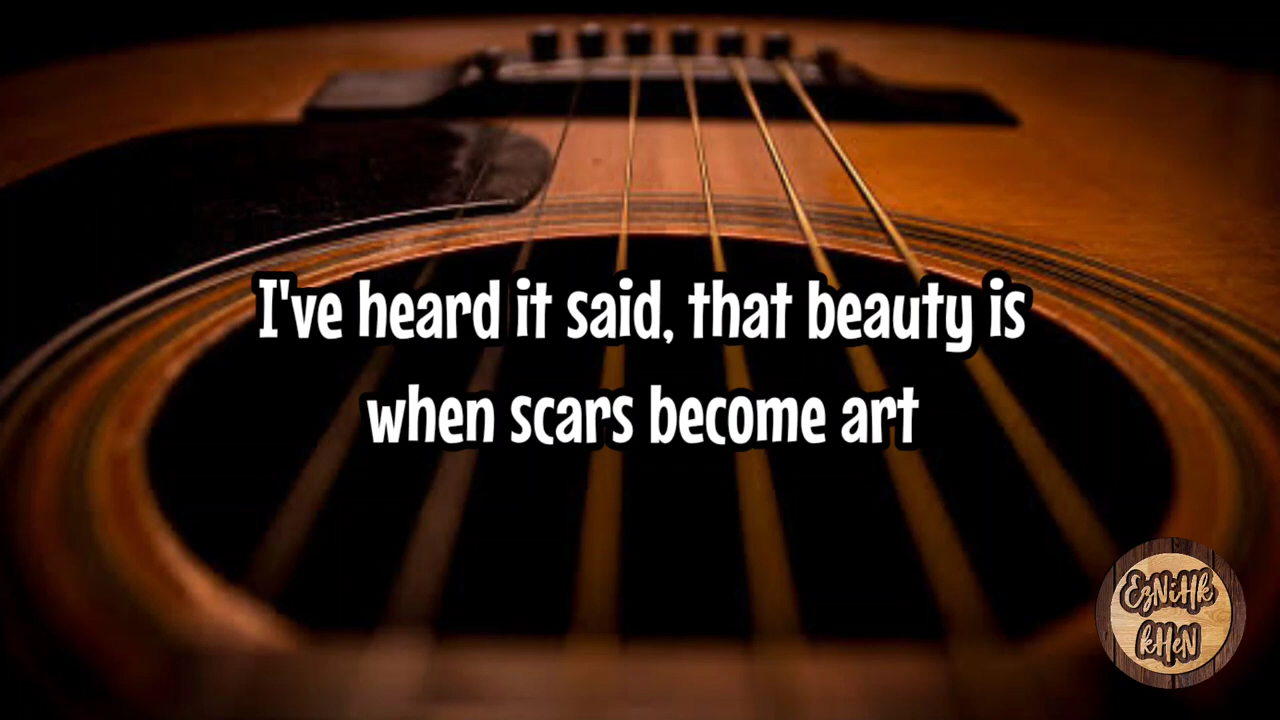 I've heard it said, that beauty is
when scars become art
EzNiHk
kHeN